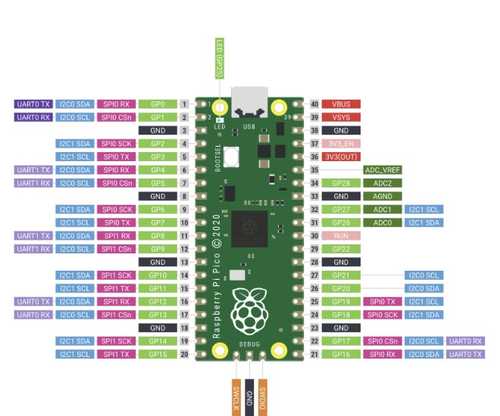 LED (GP25)
UART0 TX I2C0 SDA SPI0 RX GP0 1 40 VBUS
UART0 RX I2C0 SCL SPI0 CSn GP1 2 39 VSYS
GND 3 38 GND
I2C1 SDA SPI0 SCK GP2 4 37 3V3_EN
I2C1 SCL SPI0 TX GP3 5 36 3V3(OUT)
UART1 TX I2C0 SDA SPI0 RX GP4 6 35 ADC_VREF
UART1 RX I2C0 SCL SPI0 CSn GP5 7 34 GP28 ADC2
GND 8 33 GND AGND
I2C1 SDA SPI0 SCK GP6 9 32 GP27 ADC1 I2C1 SCL
I2C1 SCL SPI0 TX GP7 10 31 GP26 ADC0 I2C1 SDA
UART1 TX I2C0 SDA SPI1 RX GP8 11 30 RUN
UART1 RX I2C0 SCL SPI1 CSn GP9 12 29 GP22
GND 13 28 GND
I2C1 SDA SPI1 SCK GP10 14 27 GP21 I2C0 SCL
I2C1 SCL SPI1 TX GP11 15 26 GP20 I2C0 SDA
UART0 TX I2C0 SDA SPI1 RX GP12 16 25 GP19 SPI0 TX I2C1 SCL
UART0 RX I2C0 SCL SPI1 CSn GP13 17 24 GP18 SPI0 SCK I2C1 SDA
GND 18 23 GND
I2C1 SDA SPI1 SCK GP14 19 22 GP17 SPI0 CSn I2C0 SCL UART0 RX
I2C1 SCL SPI1 TX GP15 20 21 GP16 SPI0 RX I2C0 SDA UART0 TX
1
2
39
LED
USB
BOOTSEL
Raspberry Pi Pico © 2020
DEBUG
SWCLK
GND
SWDIO